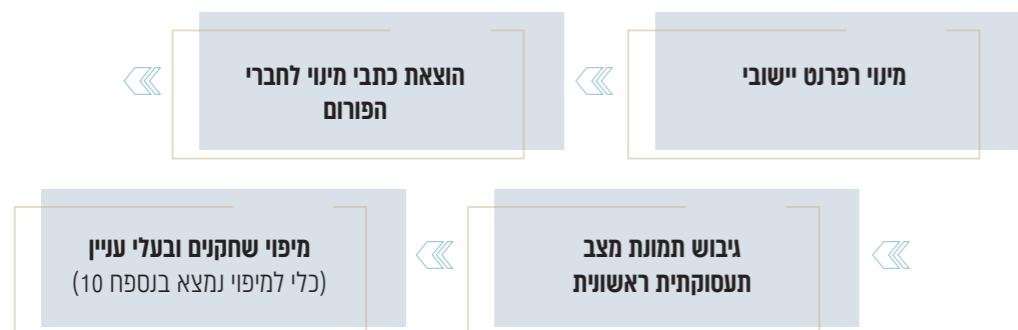 מינוי רפרנט יישובי
הוצאת כתבי מינוי לחברי
הפורום
גיבוש תמונת מצב
תעסוקתית ראשונית
מיפוי שחקנים ובעלי עניין
(כלי למיפוי נמצא בנספח 10)